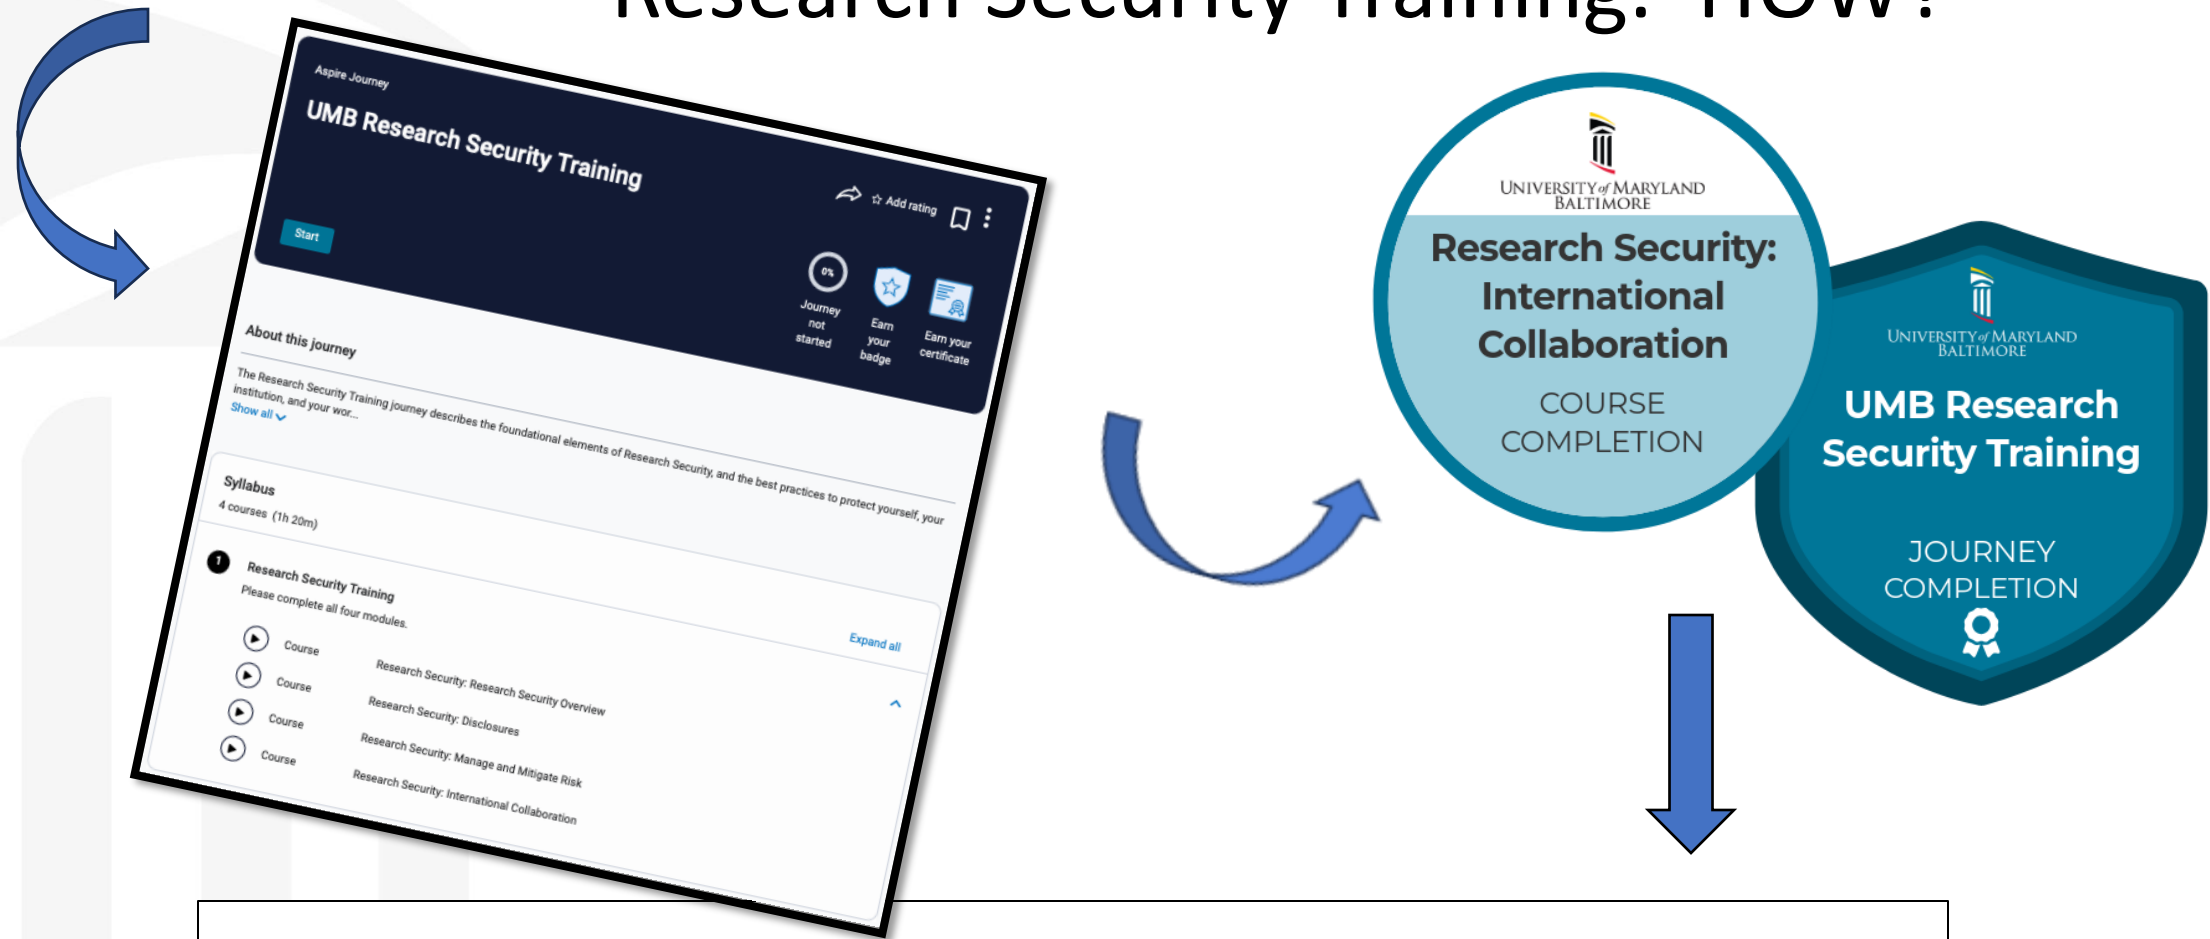 Research Security Training: HOW?
Aspire Journey
UMB Research Security Training
Add rating
Start
0%
Journey
not
started
Earn
your
badge
Earn your
certificate
About this journey
The Research Security Training journey describes the foundational elements of Research Security, and the best practices to protect yourself, your
institution, and your wor...
Show all
Syllabus
4 courses (1h 20m)
1
Research Security Training
Please complete all four modules.
Expand all
Course Research Security: Research Security Overview
Course Research Security: Disclosures
Course Research Security: Manage and Mitigate Risk
Course Research Security: International Collaboration
UNIVERSITY of MARYLAND
BALTIMORE
Research Security:
International
Collaboration
COURSE
COMPLETION
UNIVERSITY of MARYLAND
BALTIMORE
UMB Research
Security Training
JOURNEY
COMPLETION